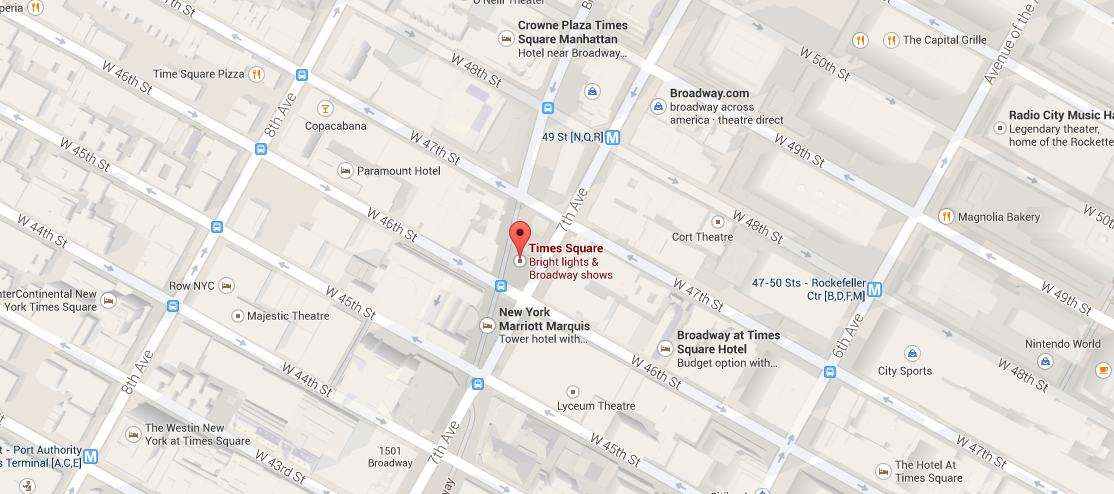 peria
O'Neill Theater
Crowne Plaza Times
Square Manhattan
Hotel near Broadway...
The Capital Grille
Avenue of the
W 50th St
W 46th St
Time Square Pizza
W 48th St
8th Ave
Copacabana
Broadway.com
broadway across
america · theatre direct
Radio City Music Ha
Legendary theater,
home of the Rockette
49 St [N,Q,R]
W 45th St
W 47th St
W 49th St
Paramount Hotel
7th Ave
W 46th St
W 48th St
Cort Theatre
Magnolia Bakery
W 50t
W 44th St
Times Square
Bright lights &
Broadway shows
47-50 Sts - Rockefeller
Ctr [B,D,F,M]
W 47th St
W 49th St
nterContinental New
York Times Square
Row NYC
W 45th St
Majestic Theatre
New York
Marriott Marquis
Tower hotel with...
Broadway at Times
Square Hotel
Budget option with...
6th Ave
Nintendo World
City Sports
8th Ave
W 44th St
W 46th St
W 48th St
Lyceum Theatre
The Westin New
York at Times Square
7th Ave
1501
Broadway
W 45th St
W 47th St
t - Port Authority
s Terminal [A,C,E]
W 43rd St
The Hotel At
Times Square
way